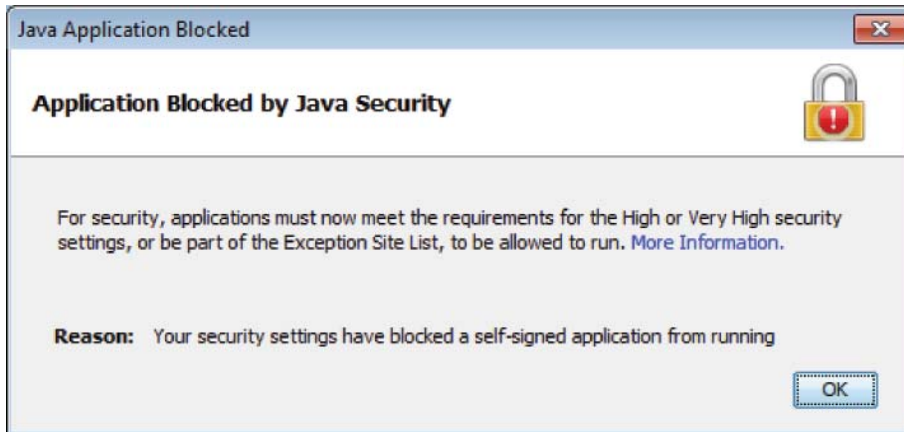 Java Application Blocked
Application Blocked by Java Security
For security, applications must now meet the requirements for the High or Very High security
settings, or be part of the Exception Site List, to be allowed to run. More Information.
Reason: Your security settings have blocked a self-signed application from running
OK